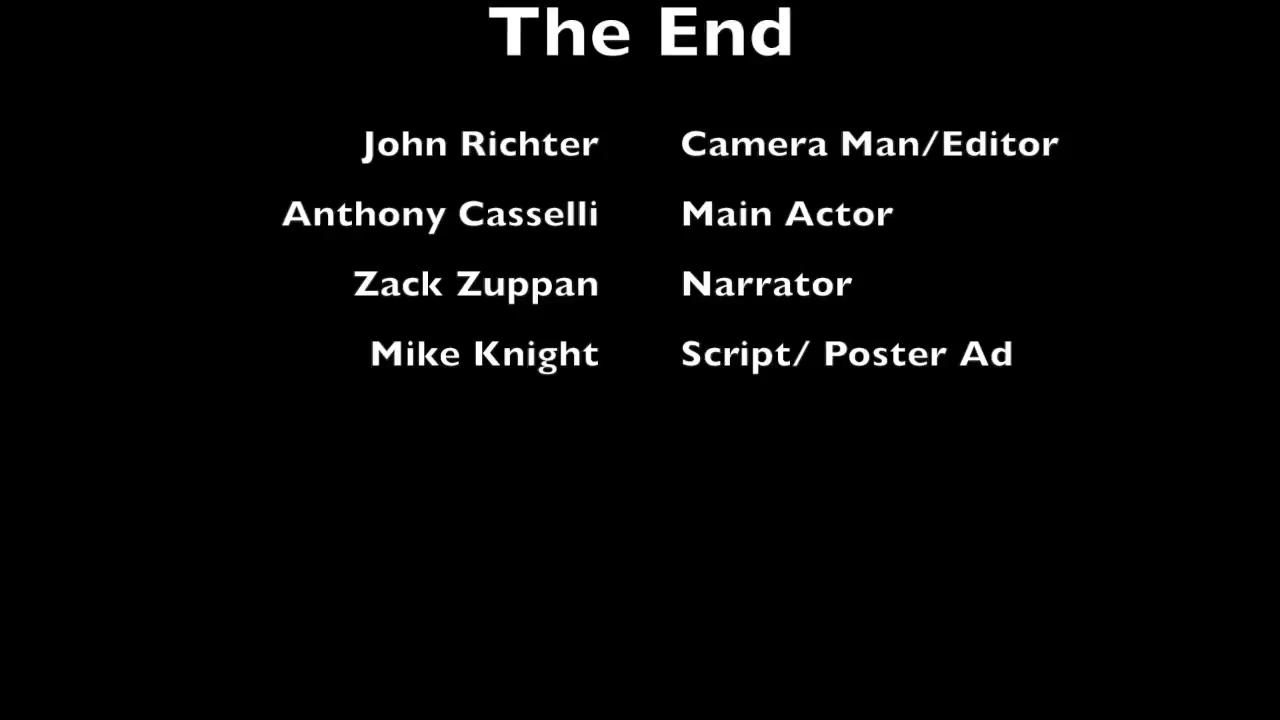 The End
John Richter Camera Man/Editor
Anthony Casselli Main Actor
Zack Zuppan Narrator
Mike Knight Script/ Poster Ad